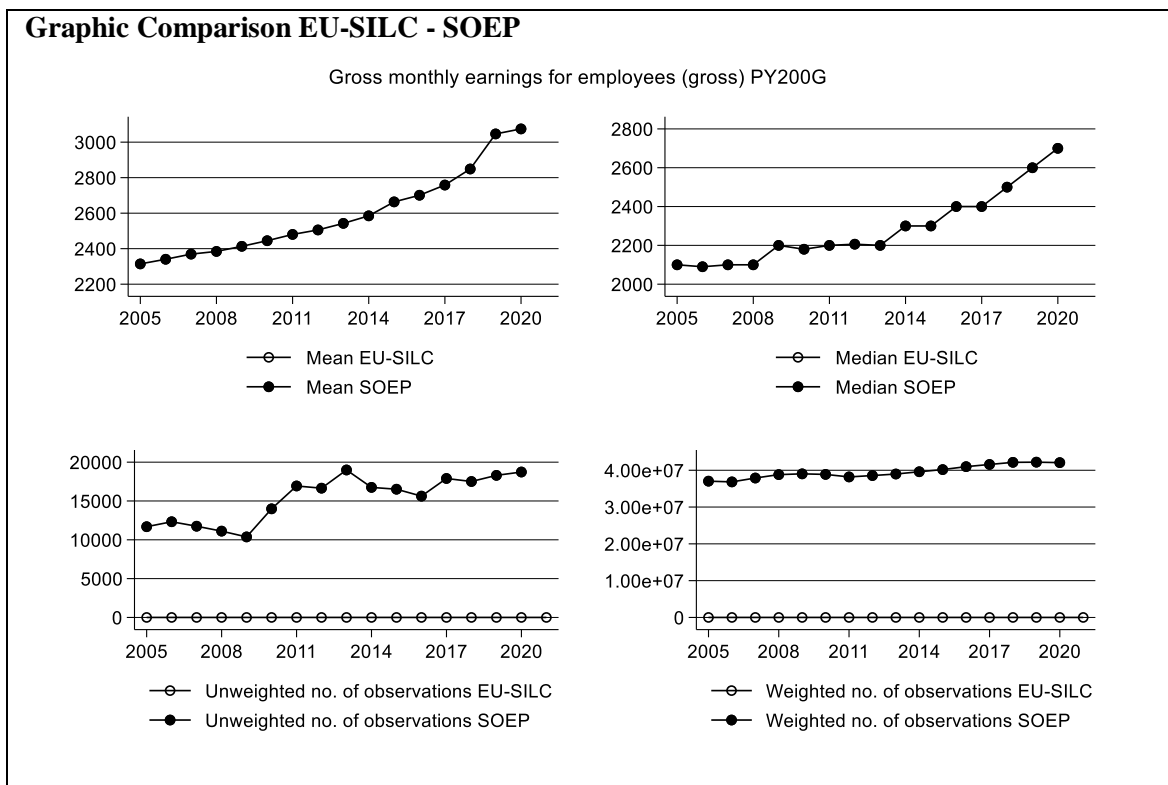 Graphic Comparison EU-SILC - SOEP
Gross monthly earnings for employees (gross) PY200G
3000
2800
2600
2400
2200
2005 2008 2011 2014 2017 2020
Mean EU-SILC
Mean SOEP
2800
2600
2400
2200
2000
2005 2008 2011 2014 2017 2020
Median EU-SILC
Median SOEP
20000
15000
10000
5000
0
2005 2008 2011 2014 2017 2020
Unweighted no. of observations EU-SILC
Unweighted no. of observations SOEP
4.00e+07
3.00e+07
2.00e+07
1.00e+07
0
2005 2008 2011 2014 2017 2020
Weighted no. of observations EU-SILC
Weighted no. of observations SOEP